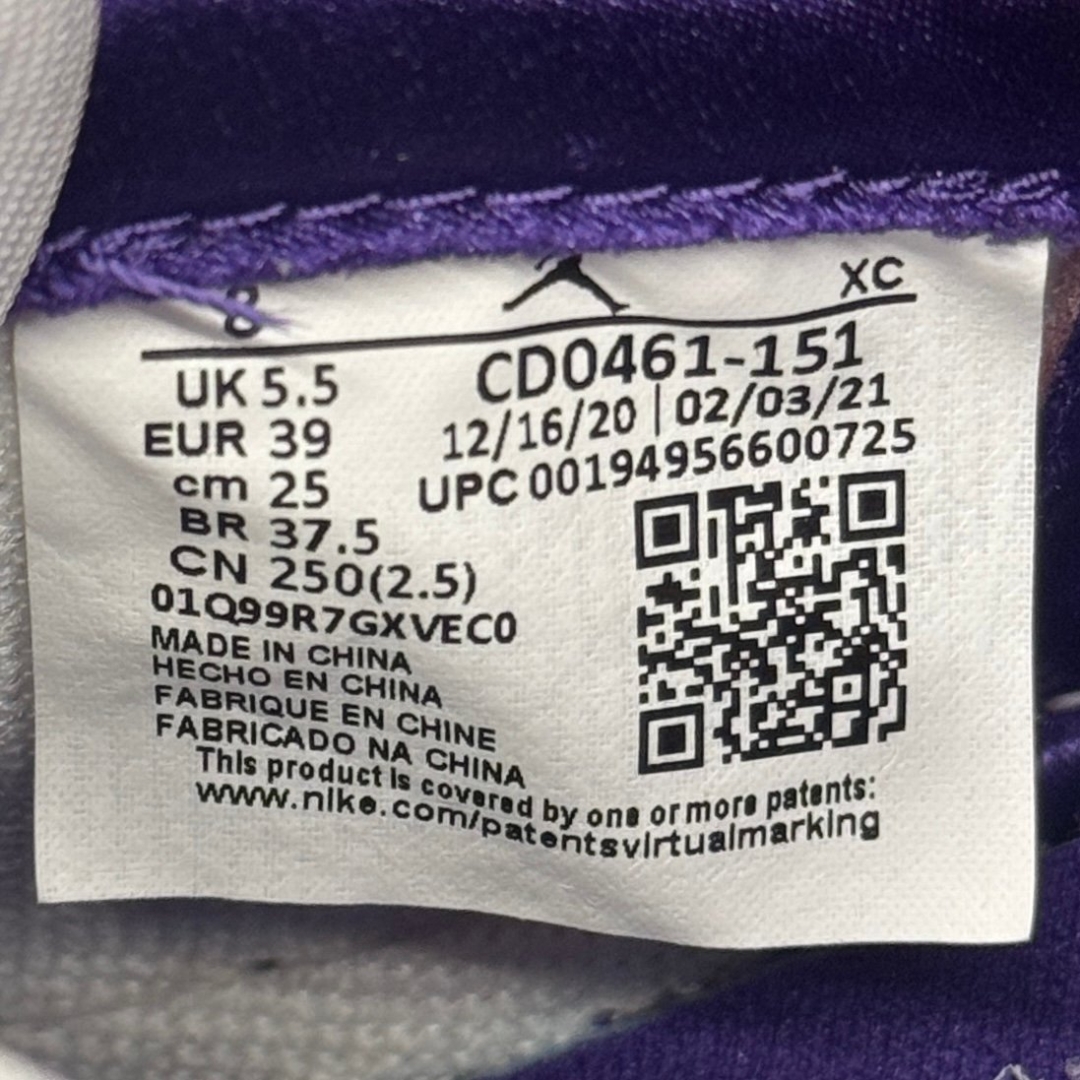 8
XC
UK 5.5
EUR 39
cm 25
BR 37.5
CN 250(2.5)
01Q99R7GXVEC0
CD0461-151
12/16/20 | 02/03/21
UPC 00194956600725
MADE IN CHINA
HECHO EN CHINA
FABRIQUE EN CHINE
FABRICADO NA CHINA
This product is covered by one or more patents:
www.nike.com/patentsvirtualmarking